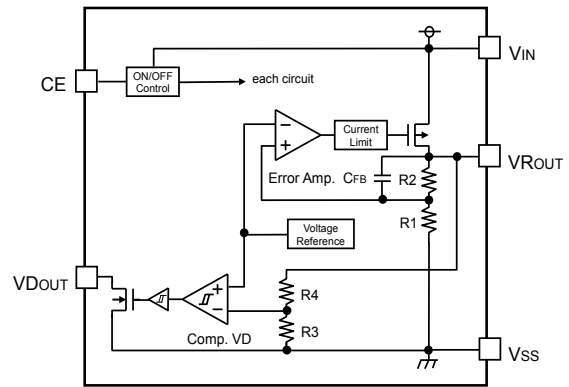 VIN
CE
ON/OFF
Control
each circuit
−
+
Current
Limit
VROUT
Error Amp.
CFB
R2
R1
Voltage
Reference
VDOUT
+
−
R4
R3
Comp. VD
VSS